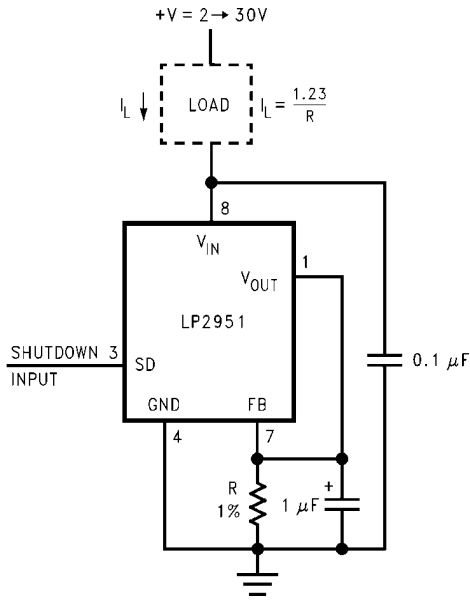 +V = 2 → 30V
I_L ↓ LOAD I_L = 1.23/R
8
V_IN
1
V_OUT
LP2951
SHUTDOWN 3
INPUT
SD
0.1 μF
GND FB
4 7
R
1%
+
1 μF